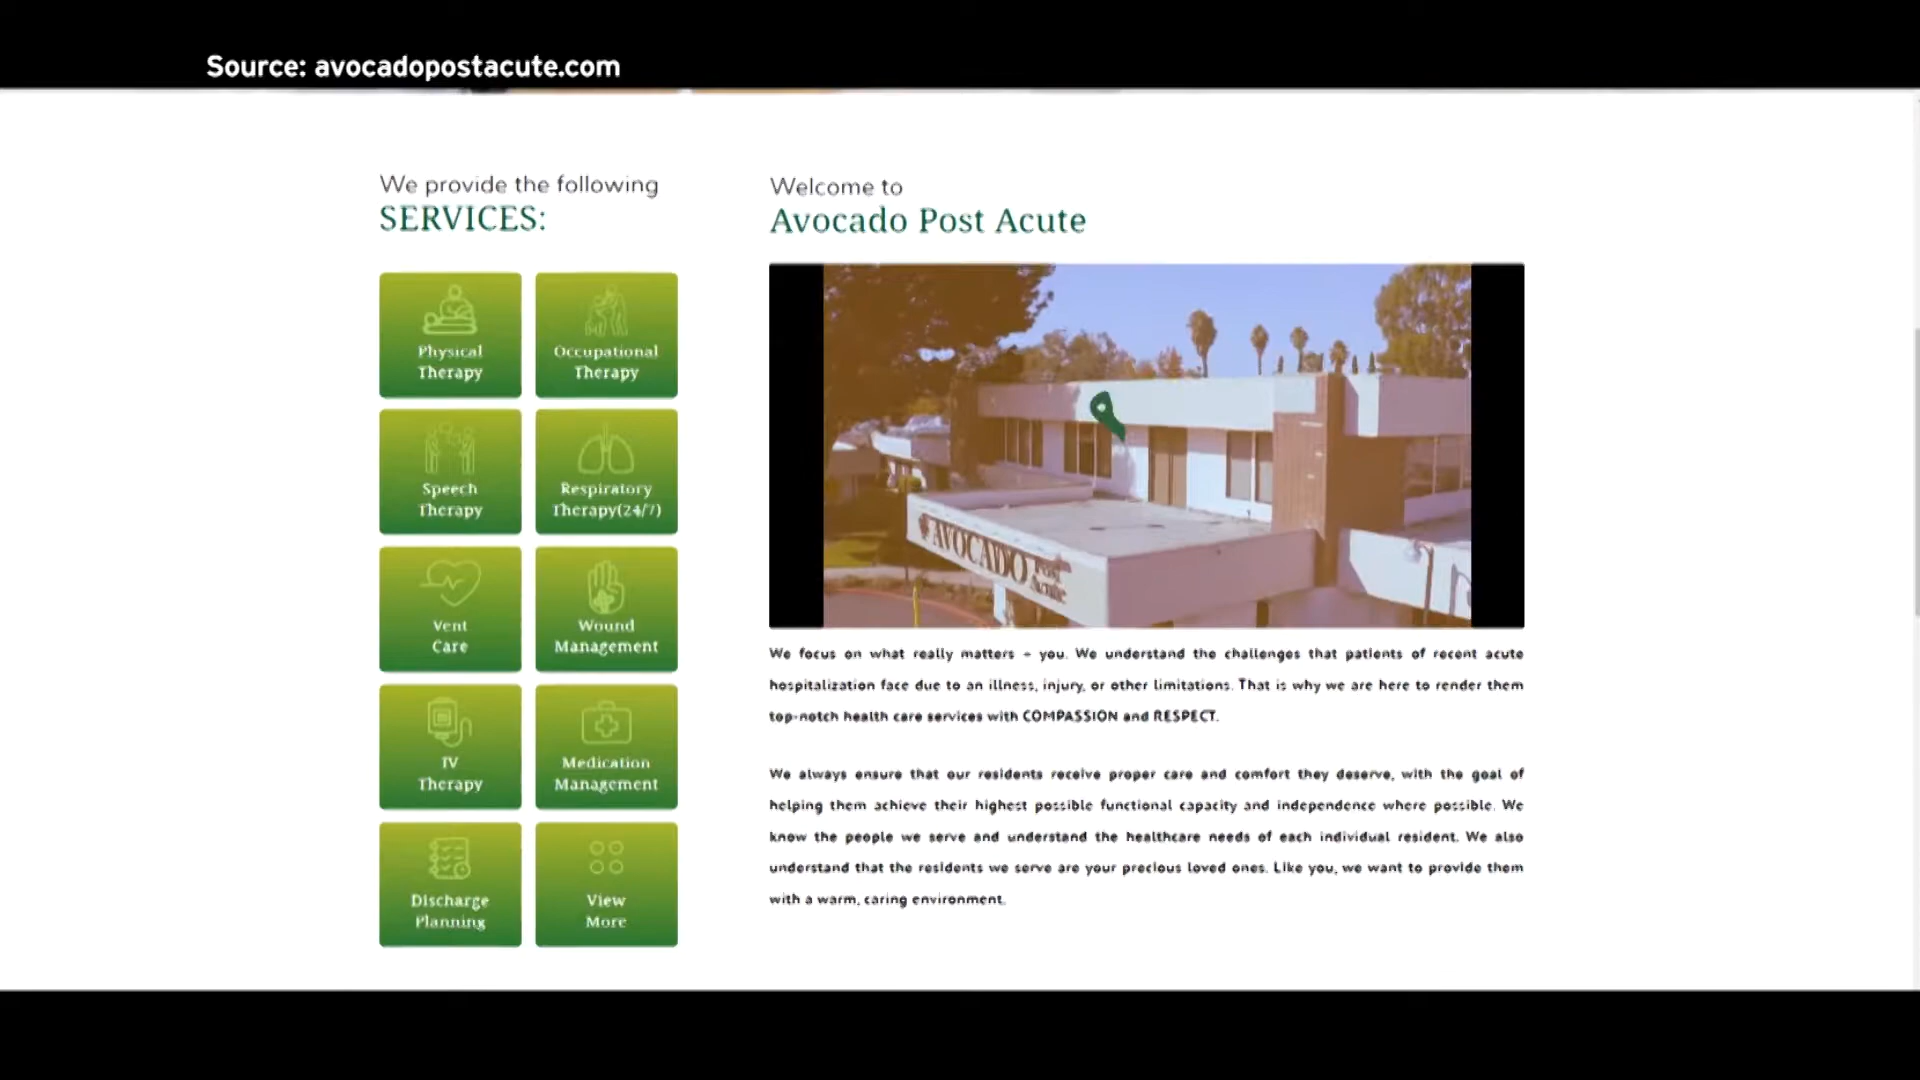 Source: avocadopostacute.com
We provide the following
SERVICES:
Physical
Therapy
Occupational
Therapy
Speech
Therapy
Respiratory
Therapy(24/7)
Vent
Care
Wound
Management
IV
Therapy
Medication
Management
Discharge
Planning
View
More
Welcome to
Avocado Post Acute
AVOCADO Post
Acute
We focus on what really matters – you. We understand the challenges that patients of recent acute
hospitalization face due to an illness, injury, or other limitations. That is why we are here to render them
top-notch health care services with COMPASSION and RESPECT.
We always ensure that our residents receive proper care and comfort they deserve, with the goal of
helping them achieve their highest possible functional capacity and independence where possible. We
know the people we serve and understand the healthcare needs of each individual resident. We also
understand that the residents we serve are your precious loved ones. Like you, we want to provide them
with a warm, caring environment.